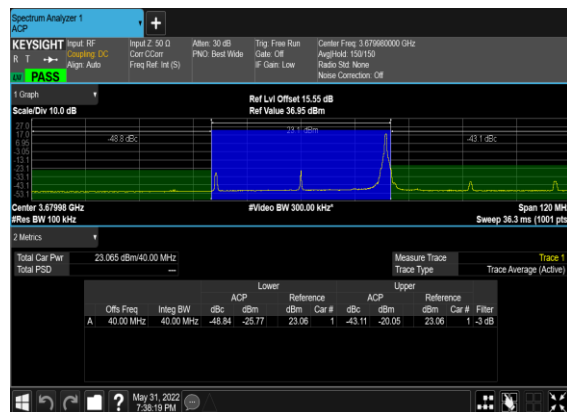 Spectrum Analyzer 1
ACP
+
KEYSIGHT Input: RF Input Z: 50 Ω Atten: 30 dB Trig: Free Run Center Freq: 3.679980000 GHz
R T Coupling: DC Corr CCorr PNO: Best Wide Gate: Off Avg|Hold: 150/150
Align: Auto Freq Ref: Int (S) IF Gain: Low Radio Std: None
PASS Noise Correction: Off
1 Graph Ref Lvl Offset 15.55 dB
Scale/Div 10.0 dB Ref Value 36.95 dBm
27.0
17.0 -48.8 dBc 23.1 dBm -43.1 dBc
6.95
-3.05
-13.1
-23.1
-33.1
-43.1
-53.1
Center 3.67998 GHz #Video BW 300.00 kHz* Span 120 MHz
#Res BW 100 kHz Sweep 36.3 ms (1001 pts
2 Metrics
Total Car Pwr 23.065 dBm/40.00 MHz Measure Trace Trace 1
Total PSD --- Trace Type Trace Average (Active)
Lower Upper
ACP Reference ACP Reference
Offs Freq Integ BW dBc dBm dBm Car # dBc dBm dBm Car # Filter
A 40.00 MHz 40.00 MHz -48.84 -25.77 23.06 1 -43.11 -20.05 23.06 1 -3 dB
? May 31, 2022
7:38:19 PM